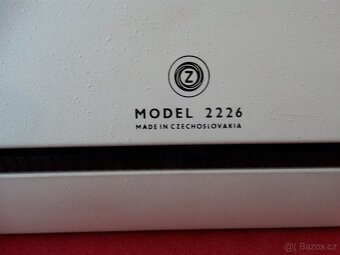 Z
MODEL 2226
MADE IN CZECHOSLOVAKIA
Bazos.cz